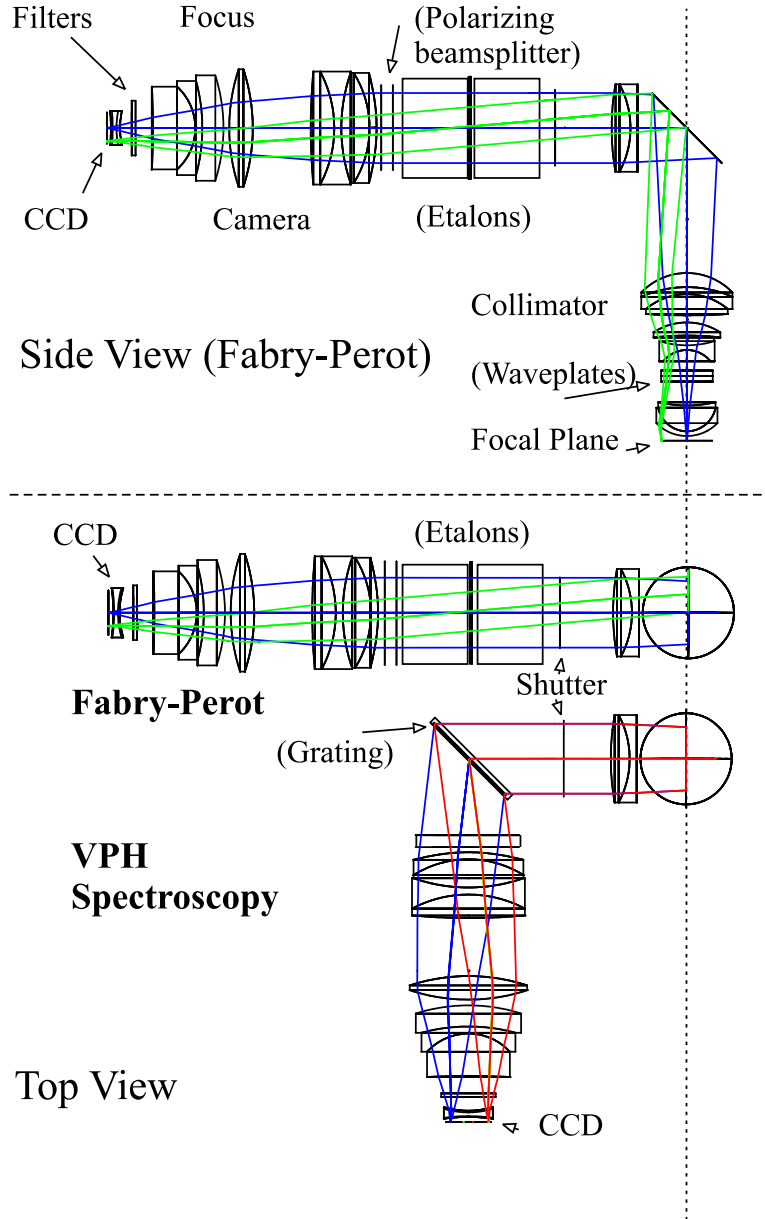 Filters
Focus
(Polarizing
beamsplitter)
CCD
Camera
(Etalons)
Collimator
Side View (Fabry-Perot)
(Waveplates)
Focal Plane
CCD
(Etalons)
Fabry-Perot
Shutter
(Grating)
VPH
Spectroscopy
Top View
CCD